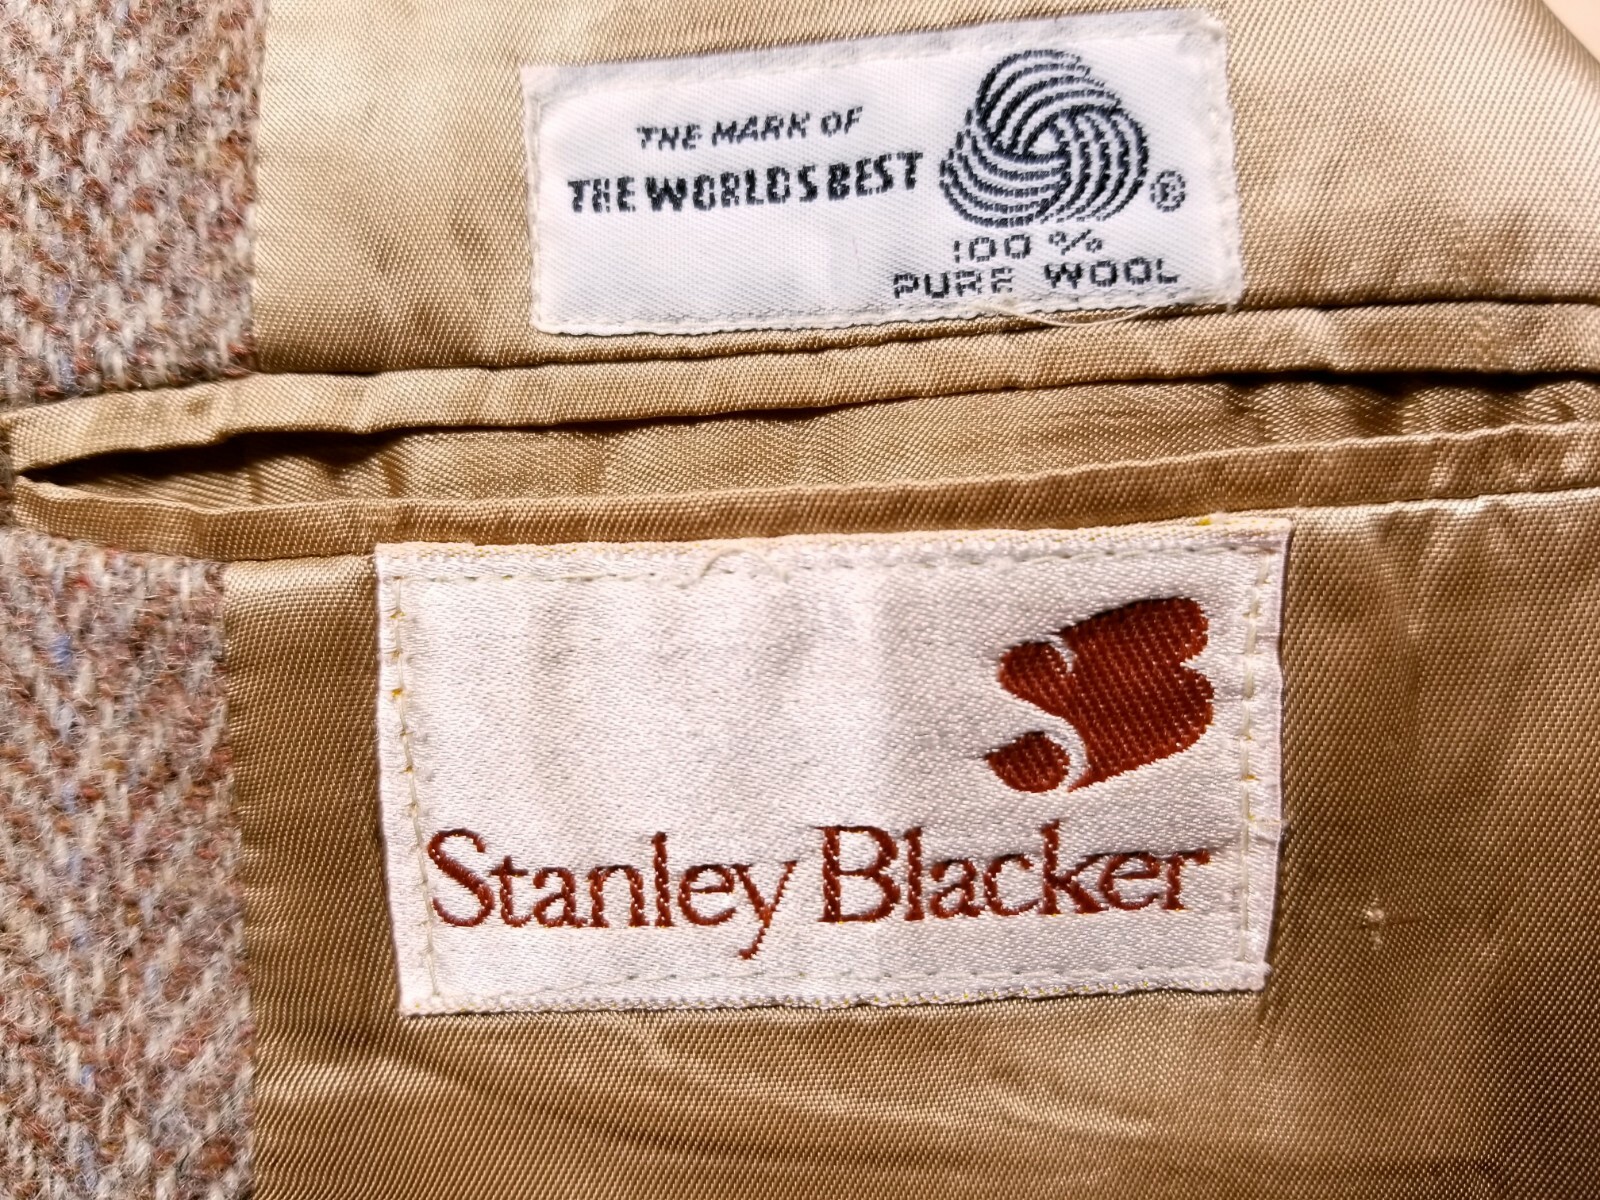 THE MARK OF
THE WORLDS BEST
®
100 %
PURE WOOL
Stanley Blacker